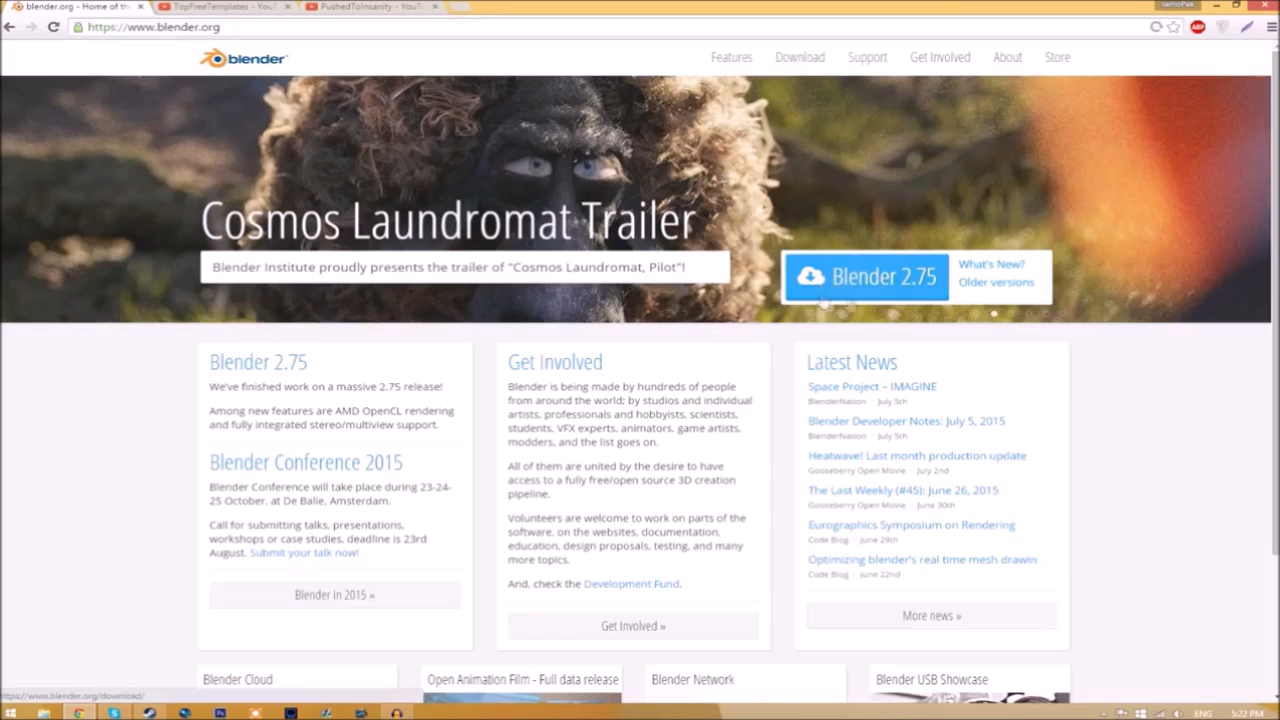 blender.org - Home of th
TopFreeTemplates - YouT
PushedToInsanity - YouTu
IamoPak
https://www.blender.org
ABP
blender
Features
Download
Support
Get Involved
About
Store
Cosmos Laundromat Trailer
Blender Institute proudly presents the trailer of "Cosmos Laundromat, Pilot"!
Blender 2.75
What's New?
Older versions
Blender 2.75
We've finished work on a massive 2.75 release!
Among new features are AMD OpenCL rendering
and fully integrated stereo/multiview support.
Blender Conference 2015
Blender Conference will take place during 23-24-
25 October, at De Balie, Amsterdam.
Call for submitting talks, presentations,
workshops or case studies, deadline is 23rd
August. Submit your talk now!
Blender in 2015 »
Get Involved
Blender is being made by hundreds of people
from around the world; by studios and individual
artists, professionals and hobbyists, scientists,
students, VFX experts, animators, game artists,
modders, and the list goes on.
All of them are united by the desire to have
access to a fully free/open source 3D creation
pipeline.
Volunteers are welcome to work on parts of the
software, on the websites, documentation,
education, design proposals, testing, and many
more topics.
And, check the Development Fund.
Get Involved »
Latest News
Space Project – IMAGINE
BlenderNation · July 5th
Blender Developer Notes: July 5, 2015
BlenderNation · July 5th
Heatwave! Last month production update
Gooseberry Open Movie · July 2nd
The Last Weekly (#45): June 26, 2015
Gooseberry Open Movie · June 30th
Eurographics Symposium on Rendering
Code Blog · June 29th
Optimizing blender's real time mesh drawin
Code Blog · June 22nd
More news »
Blender Cloud
Open Animation Film - Full data release
Blender Network
Blender USB Showcase
https://www.blender.org/download/
ENG
5:22 PM